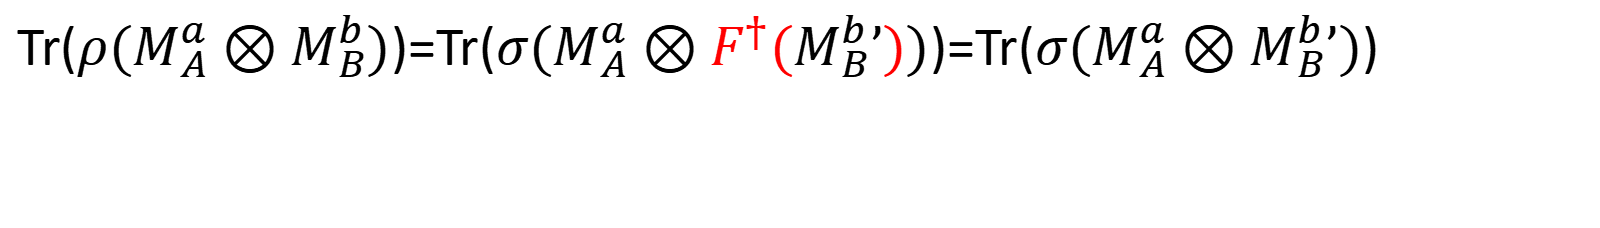 Tr(ρ(M_A^a ⊗ M_B^b))=Tr(σ(M_A^a ⊗ F^†(M_B^b’)))=Tr(σ(M_A^a ⊗ M_B^b’))